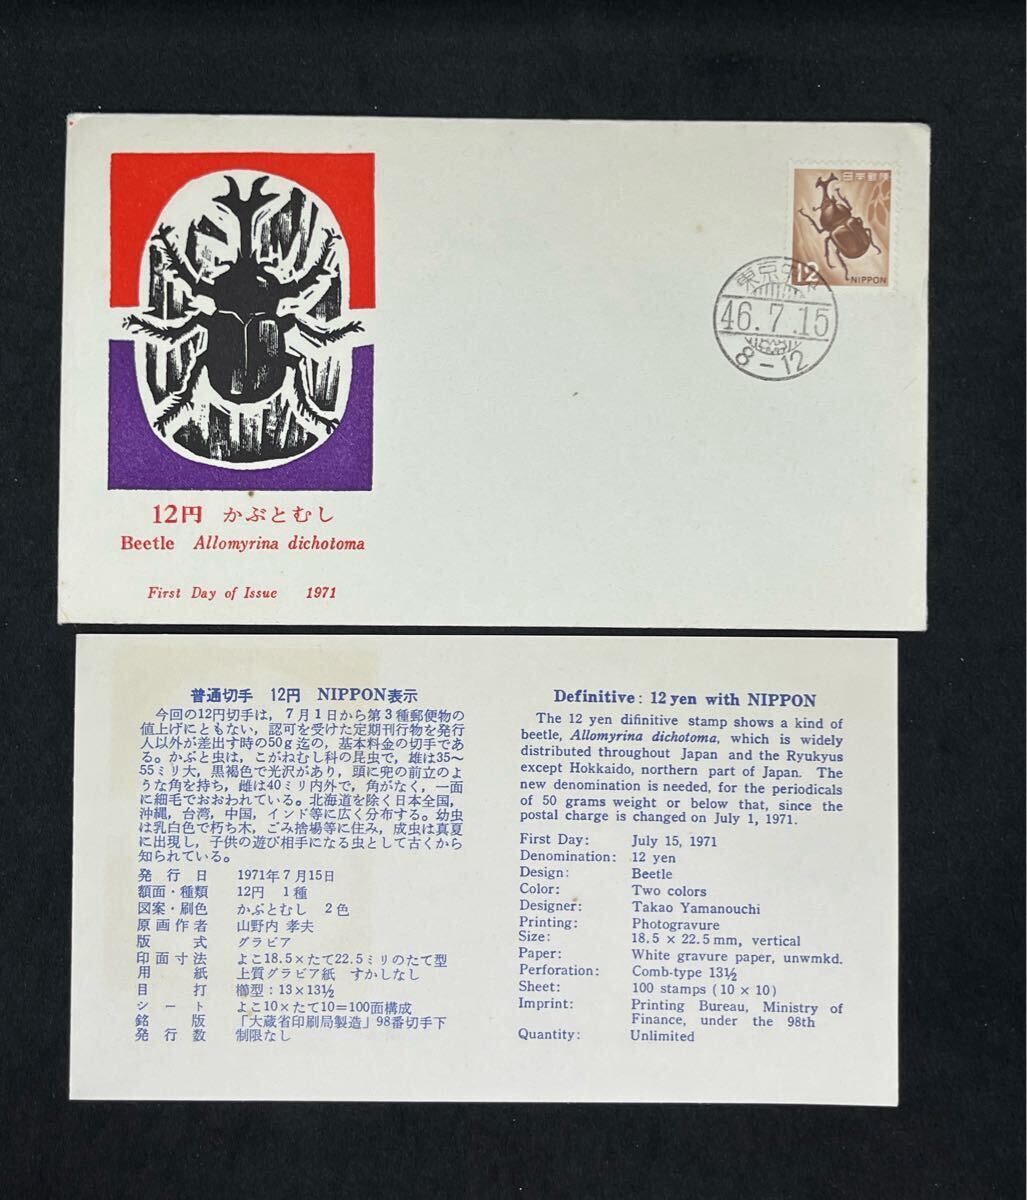 日本郵便
12
NIPPON
東京中央
46.7.15
8-12
12円 かぶとむし
Beetle Allomyrina dichotoma
First Day of Issue 1971
普通切手 12円 NIPPON表示
今回の12円切手は,7月1日から第3種郵便物の
値上げにともない,認可を受けた定期刊行物を発行
人以外が差出す時の50g迄の,基本料金の切手であ
る。かぶと虫は,こがねむし科の昆虫で,雄は35〜
55ミリ大,黒褐色で光沢があり,頭に兜の前立のよ
うな角を持ち,雌は40ミリ内外で,角がなく,一面
に細毛でおおわれている。北海道を除く日本全国,
沖縄,台湾,中国,インド等に広く分布する。幼虫
は乳白色で朽ち木,ごみ捨場等に住み,成虫は真夏
に出現し,子供の遊び相手になる虫として古くから
知られている。
発行日 1971年7月15日
額面・種類 12円 1種
図案・刷色 かぶとむし 2色
原画作者 山野内 孝夫
版式 グラビア
印面寸法 よこ18.5×たて22.5ミリのたて型
用紙 上質グラビア紙 すかしなし
目打 櫛型:13×13½
シート よこ10×たて10=100面構成
銘版 「大蔵省印刷局製造」98番切手下
発行数 制限なし
Definitive: 12 yen with NIPPON
The 12 yen difinitive stamp shows a kind of
beetle, Allomyrina dichotoma, which is widely
distributed throughout Japan and the Ryukyus
except Hokkaido, northern part of Japan. The
new denomination is needed, for the periodicals
of 50 grams weight or below that, since the
postal charge is changed on July 1, 1971.
First Day: July 15, 1971
Denomination: 12 yen
Design: Beetle
Color: Two colors
Designer: Takao Yamanouchi
Printing: Photogravure
Size: 18.5 × 22.5 mm, vertical
Paper: White gravure paper, unwmkd.
Perforation: Comb-type 13½
Sheet: 100 stamps (10 × 10)
Imprint: Printing Bureau, Ministry of
Finance, under the 98th
Quantity: Unlimited